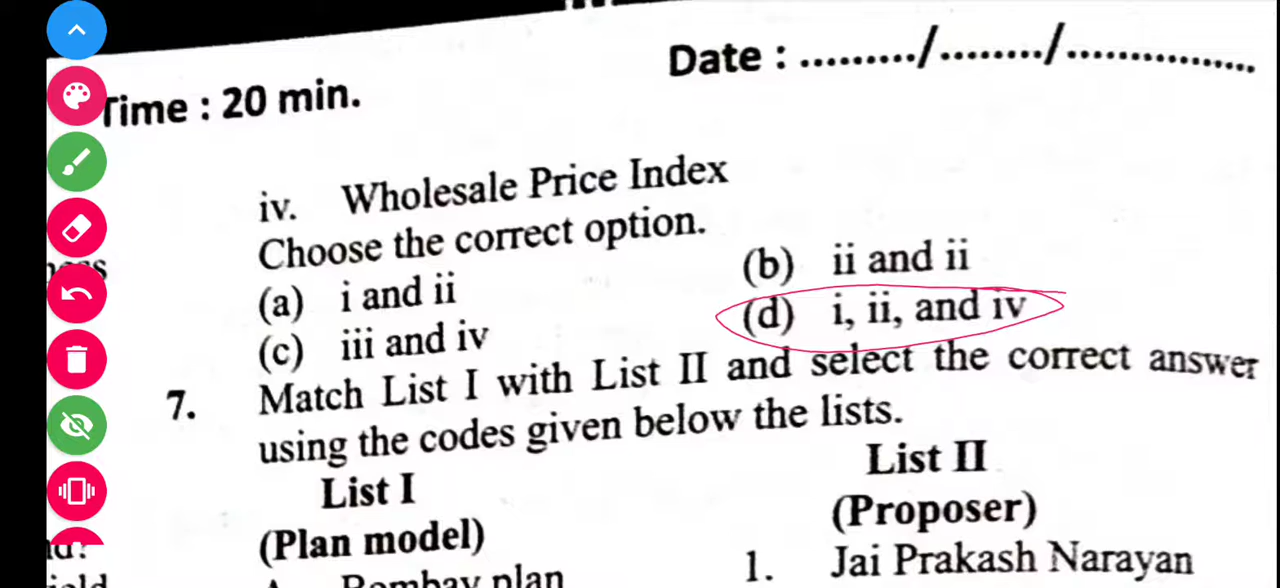 Date : ........./........./................
Time : 20 min.
iv. Wholesale Price Index
Choose the correct option.
(a) i and ii
(b) ii and ii
(c) iii and iv
(d) i, ii, and iv
7. Match List I with List II and select the correct answer
using the codes given below the lists.
List I
List II
(Plan model)
(Proposer)
A. Bombay plan
1. Jai Prakash Narayan